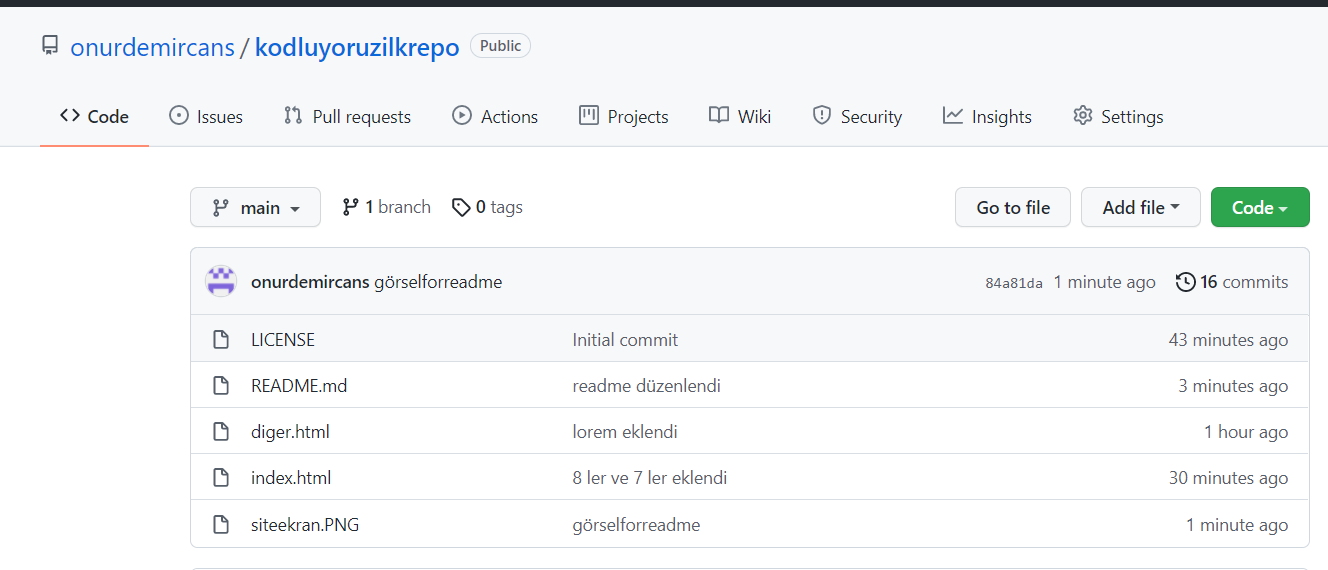 onurdemircans / kodluyoruzilkrepo Public
Code Issues Pull requests Actions Projects Wiki Security Insights Settings
main 1 branch 0 tags Go to file Add file Code
onurdemircans görselforreadme 84a81da 1 minute ago 16 commits
LICENSE Initial commit 43 minutes ago
README.md readme düzenlendi 3 minutes ago
diger.html lorem eklendi 1 hour ago
index.html 8 ler ve 7 ler eklendi 30 minutes ago
siteekran.PNG görselforreadme 1 minute ago